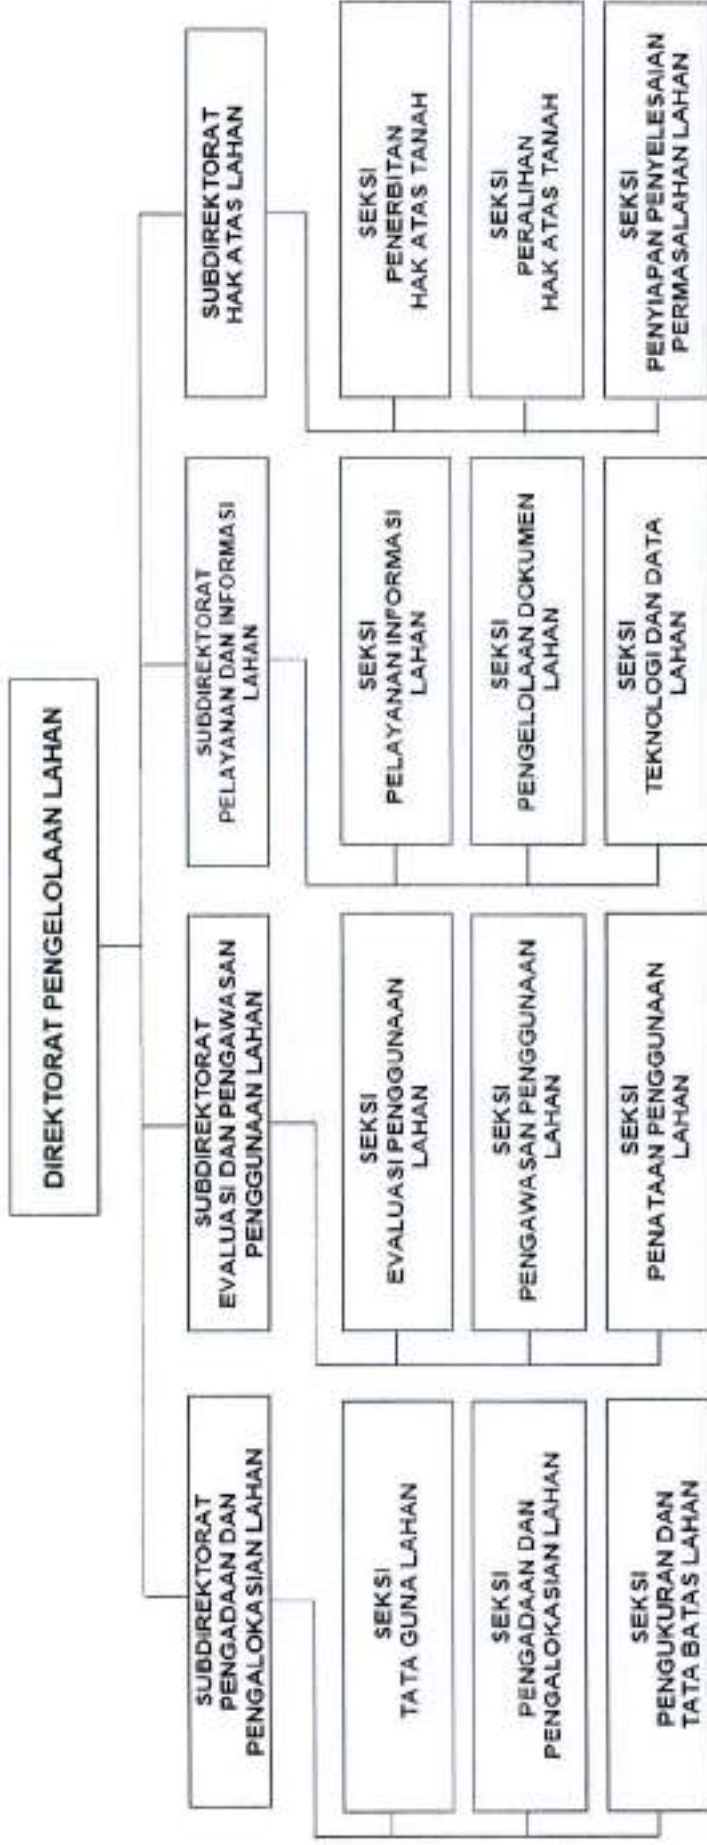 DIREKTORAT PENGELOLAAN LAHAN
SUBDIREKTORAT
PENGADAAN DAN
PENGALOKASIAN LAHAN
SEKSI
TATA GUNA LAHAN
SEKSI
PENGADAAN DAN
PENGALOKASIAN LAHAN
SEKSI
PENGUKURAN DAN
TATA BATAS LAHAN
SUBDIREKTORAT
EVALUASI DAN PENGAWASAN
PENGGUNAAN LAHAN
SEKSI
EVALUASI PENGGUNAAN
LAHAN
SEKSI
PENGAWASAN PENGGUNAAN
LAHAN
SEKSI
PENATAAN PENGGUNAAN
LAHAN
SUBDIREKTORAT
PELAYANAN DAN INFORMASI
LAHAN
SEKSI
PELAYANAN INFORMASI
LAHAN
SEKSI
PENGELOLAAN DOKUMEN
LAHAN
SEKSI
TEKNOLOGI DAN DATA
LAHAN
SUBDIREKTORAT
HAK ATAS LAHAN
SEKSI
PENERBITAN
HAK ATAS TANAH
SEKSI
PERALIHAN
HAK ATAS TANAH
SEKSI
PENYIAPAN PENYELESAIAN
PERMASALAHAN LAHAN